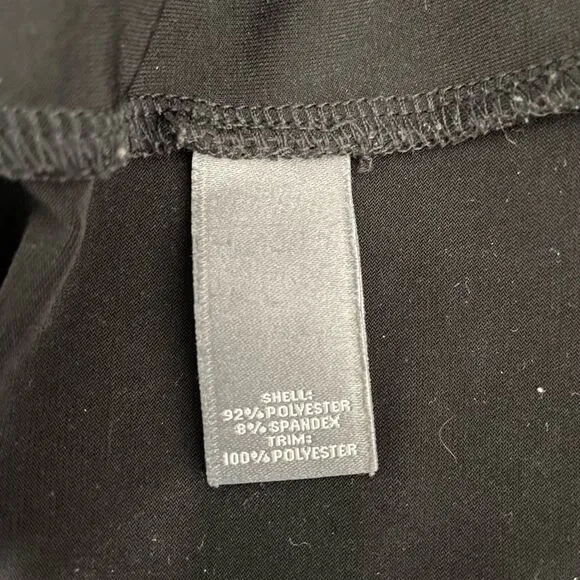 SHELL:
92% POLYESTER
8% SPANDEX
TRIM:
100% POLYESTER